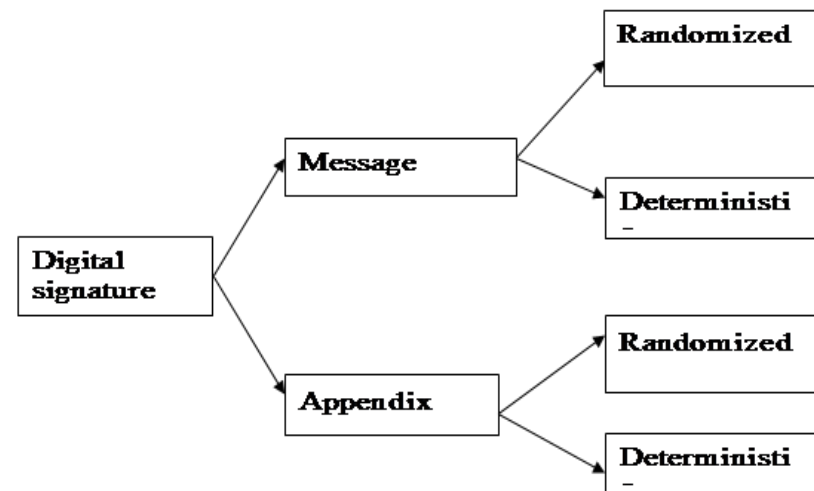 Randomized
Message
Deterministi
Digital
signature
Randomized
Appendix
Deterministi